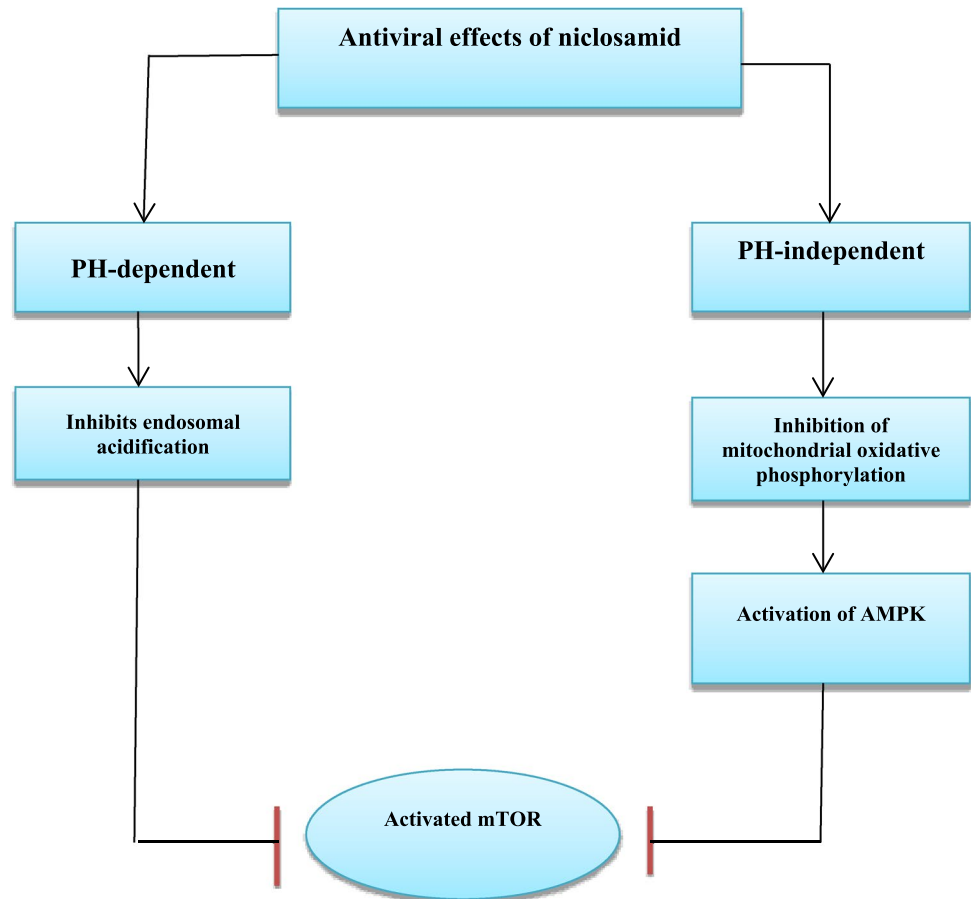 Antiviral effects of niclosamid
PH-dependent
PH-independent
Inhibits endosomal
acidification
Inhibition of
mitochondrial oxidative
phosphorylation
Activation of AMPK
Activated mTOR